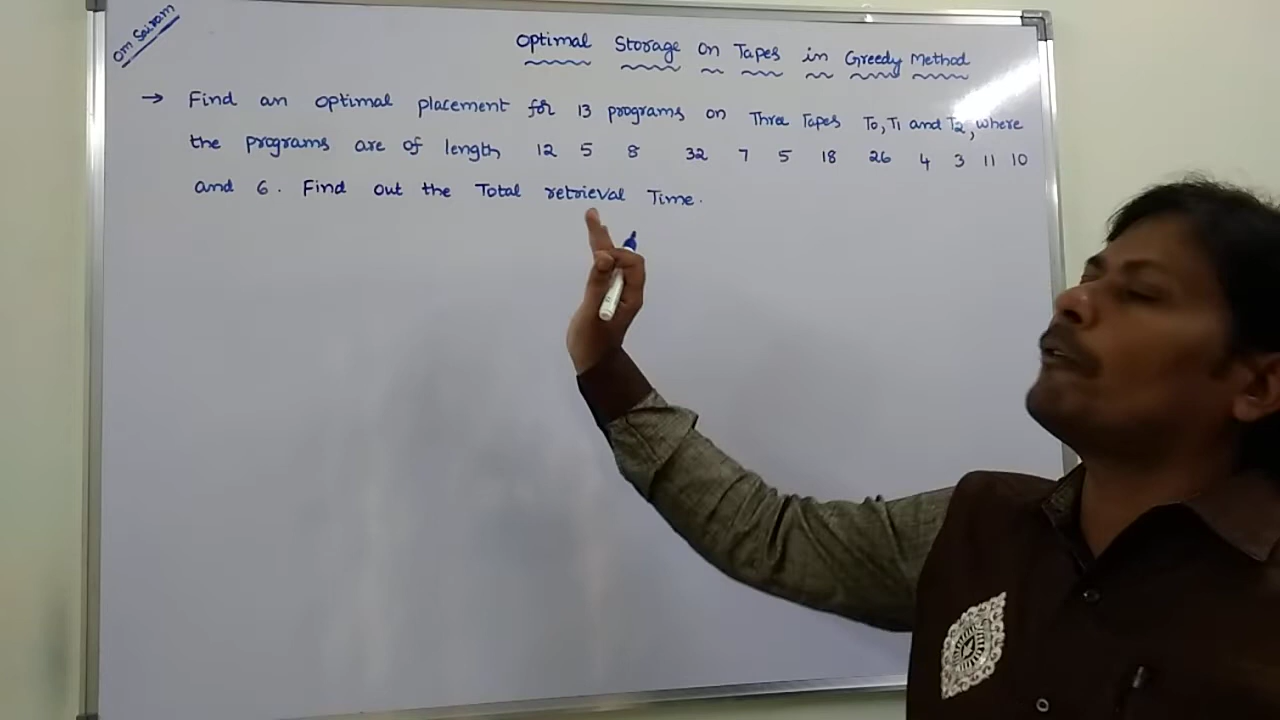 Om Sairam
Optimal Storage On Tapes in Greedy Method
→ Find an optimal placement for 13 programs on Three Tapes T0, T1 and T2, where
the programs are of length 12 5 8 32 7 5 18 26 4 3 11 10
and 6. Find out the Total retrieval Time.